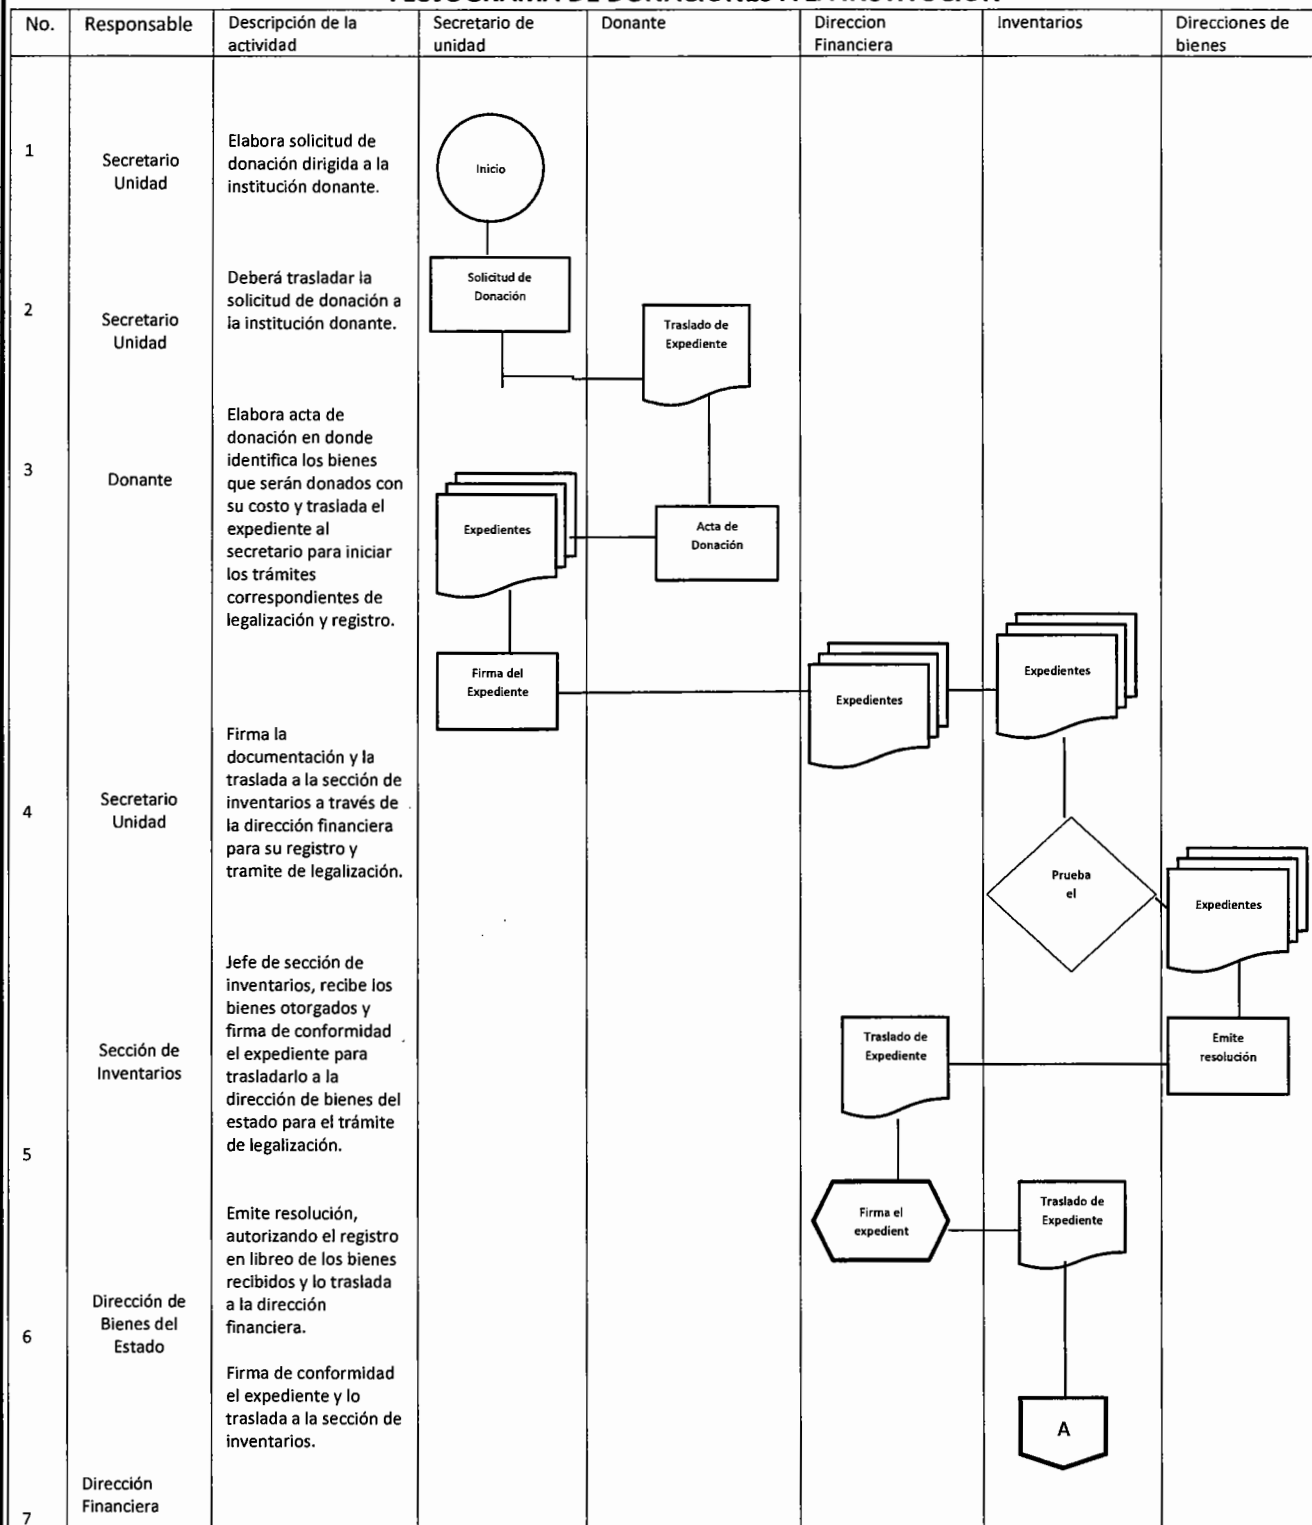 No.
Responsable
Descripción de la
actividad
Secretario de
unidad
Donante
Direccion
Financiera
Inventarios
Direcciones de
bienes
1
Secretario
Unidad
Elabora solicitud de
donación dirigida a la
institución donante.
Inicio
2
Secretario
Unidad
Deberá trasladar la
solicitud de donación a
la institución donante.
Solicitud de
Donación
Traslado de
Expediente
3
Donante
Elabora acta de
donación en donde
identifica los bienes
que serán donados con
su costo y traslada el
expediente al
secretario para iniciar
los trámites
correspondientes de
legalización y registro.
Expedientes
Acta de
Donación
Firma del
Expediente
Expedientes
Expedientes
4
Secretario
Unidad
Firma la
documentación y la
traslada a la sección de
inventarios a través de
la dirección financiera
para su registro y
tramite de legalización.
Prueba
el
Expedientes
Sección de
Inventarios
Jefe de sección de
inventarios, recibe los
bienes otorgados y
firma de conformidad
el expediente para
trasladarlo a la
dirección de bienes del
estado para el trámite
de legalización.
Traslado de
Expediente
Emite
resolución
5
Firma el
expedient
Traslado de
Expediente
Dirección de
Bienes del
Estado
6
Emite resolución,
autorizando el registro
en libreo de los bienes
recibidos y lo traslada
a la dirección
financiera.
Firma de conformidad
el expediente y lo
traslada a la sección de
inventarios.
A
Dirección
Financiera
7